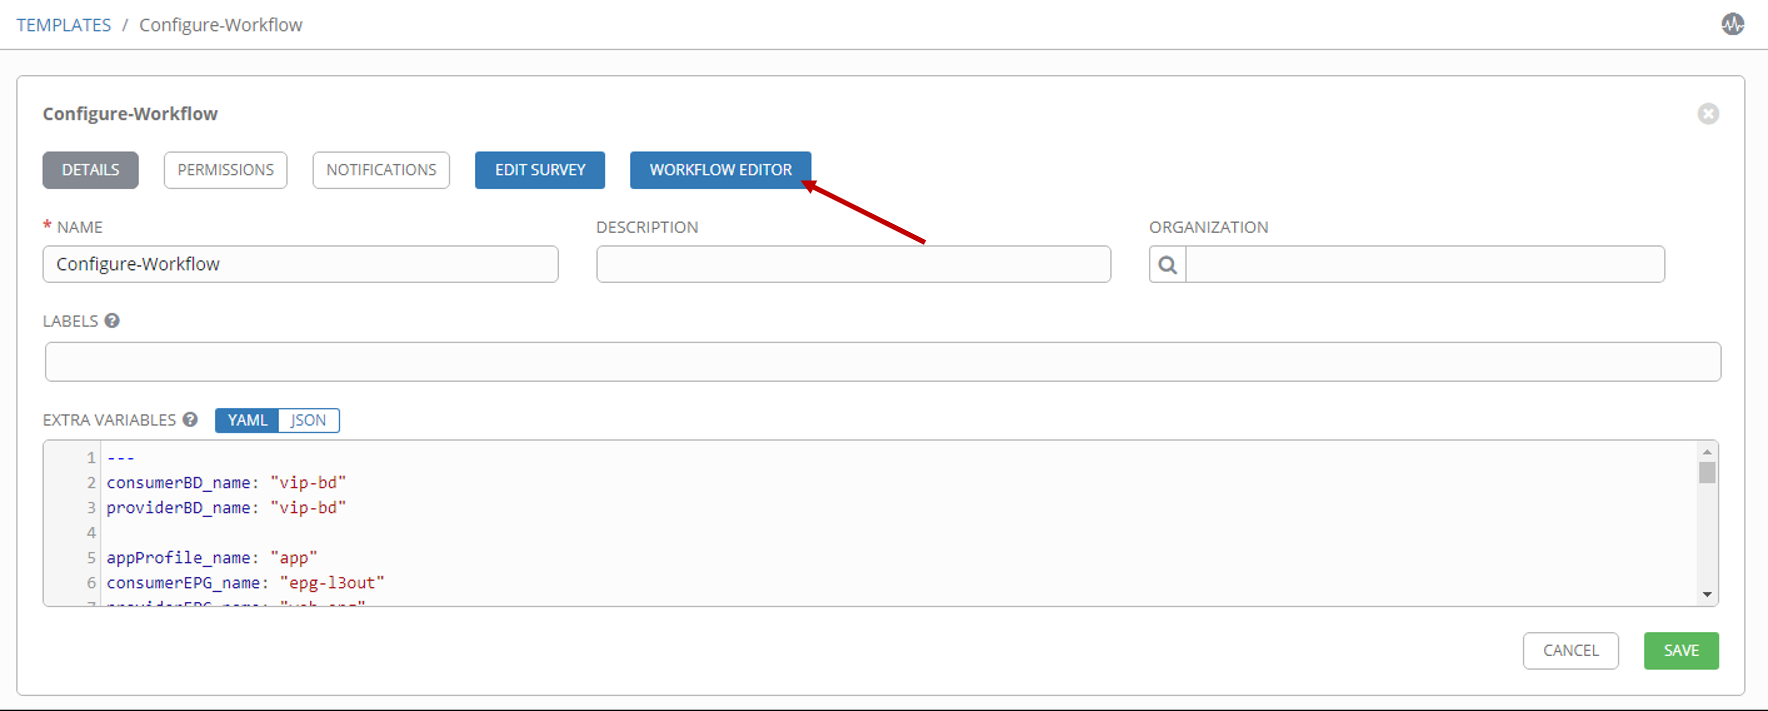 TEMPLATES / Configure-Workflow
Configure-Workflow
DETAILS PERMISSIONS NOTIFICATIONS EDIT SURVEY WORKFLOW EDITOR
* NAME DESCRIPTION ORGANIZATION
Configure-Workflow
LABELS ?
EXTRA VARIABLES ? YAML JSON
1 ---
2 consumerBD_name: "vip-bd"
3 providerBD_name: "vip-bd"
4
5 appProfile_name: "app"
6 consumerEPG_name: "epg-l3out"
CANCEL SAVE